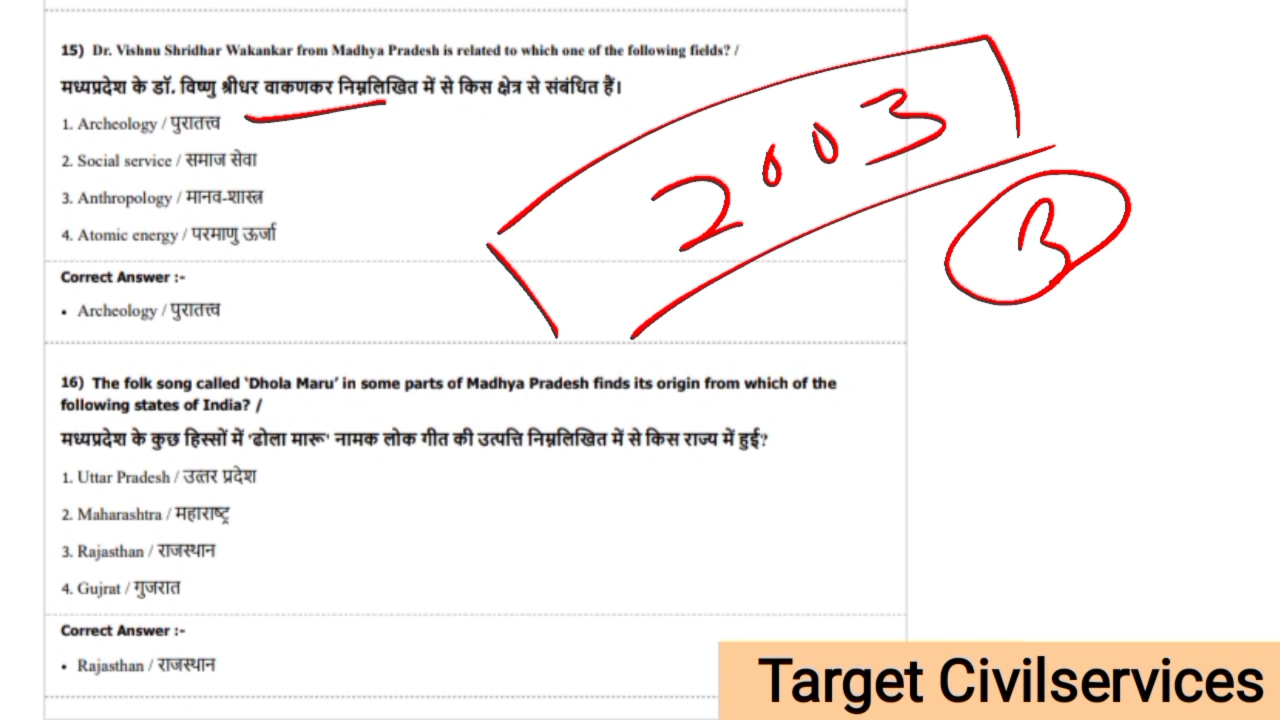 15) Dr. Vishnu Shridhar Wakankar from Madhya Pradesh is related to which one of the following fields? /
मध्यप्रदेश के डॉ. विष्णु श्रीधर वाकणकर निम्नलिखित में से किस क्षेत्र से संबंधित हैं।
1. Archeology / पुरातत्त्व
2. Social service / समाज सेवा
3. Anthropology / मानव-शास्त्र
4. Atomic energy / परमाणु ऊर्जा
Correct Answer :-
• Archeology / पुरातत्त्व
2003
3
16) The folk song called 'Dhola Maru' in some parts of Madhya Pradesh finds its origin from which of the
following states of India? /
मध्यप्रदेश के कुछ हिस्सों में 'ढोला मारू' नामक लोक गीत की उत्पत्ति निम्नलिखित में से किस राज्य में हुई?
1. Uttar Pradesh / उत्तर प्रदेश
2. Maharashtra / महाराष्ट्र
3. Rajasthan / राजस्थान
4. Gujrat / गुजरात
Correct Answer :-
• Rajasthan / राजस्थान
Target Civilservices